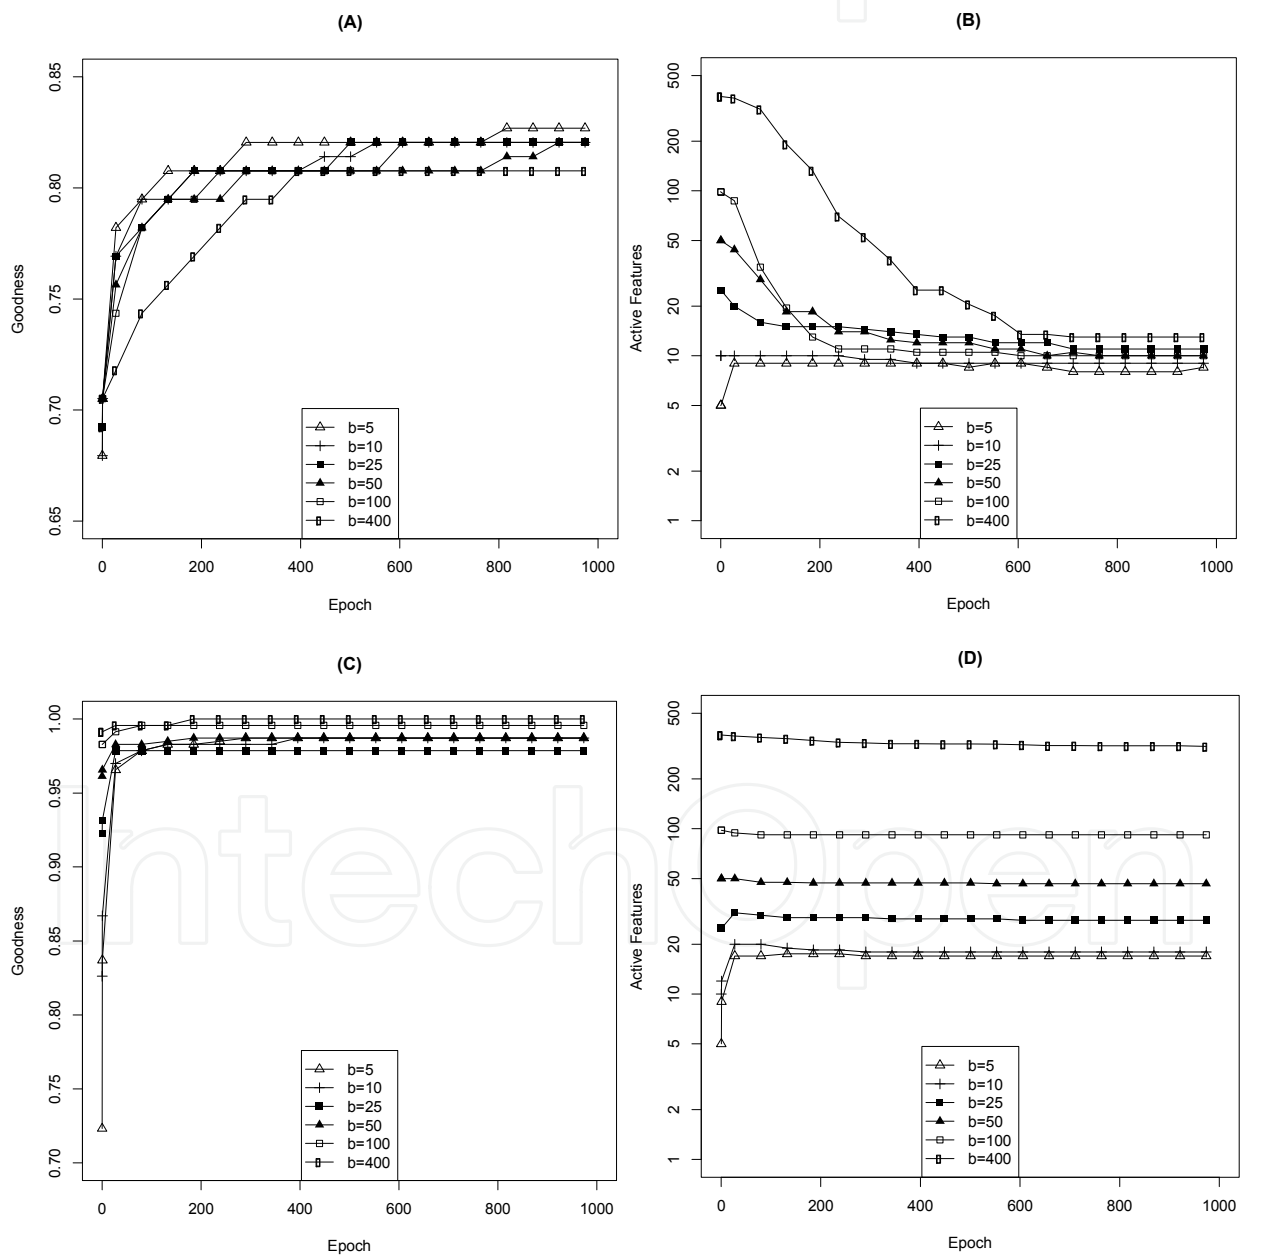 (A)
0.85
0.80
0.75
0.70
0.65
Goodness
b=5
b=10
b=25
b=50
b=100
b=400
0
200
400
600
800
1000
Epoch
(B)
500
200
100
50
20
10
5
2
1
Active Features
b=5
b=10
b=25
b=50
b=100
b=400
0
200
400
600
800
1000
Epoch
(C)
1.00
0.95
0.90
0.85
0.80
0.75
0.70
Goodness
b=5
b=10
b=25
b=50
b=100
b=400
0
200
400
600
800
1000
Epoch
(D)
500
200
100
50
20
10
5
2
1
Active Features
b=5
b=10
b=25
b=50
b=100
b=400
0
200
400
600
800
1000
Epoch
IntechOpen